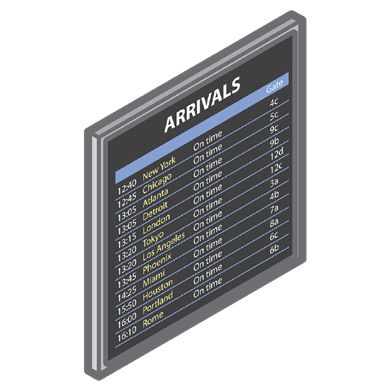 ARRIVALS
Gate
12:40 New York On time 4c
12:45 Chicago On time 5c
13:05 Atlanta On time 9c
13:05 Detroit On time 9b
13:15 London On time 12d
13:20 Tokyo On time 12c
13:20 Los Angeles On time 3a
13:45 Phoenix On time 4b
14:25 Miami On time 7a
15:50 Houston On time 8a
16:00 Portland On time 6c
16:10 Rome On time 6b